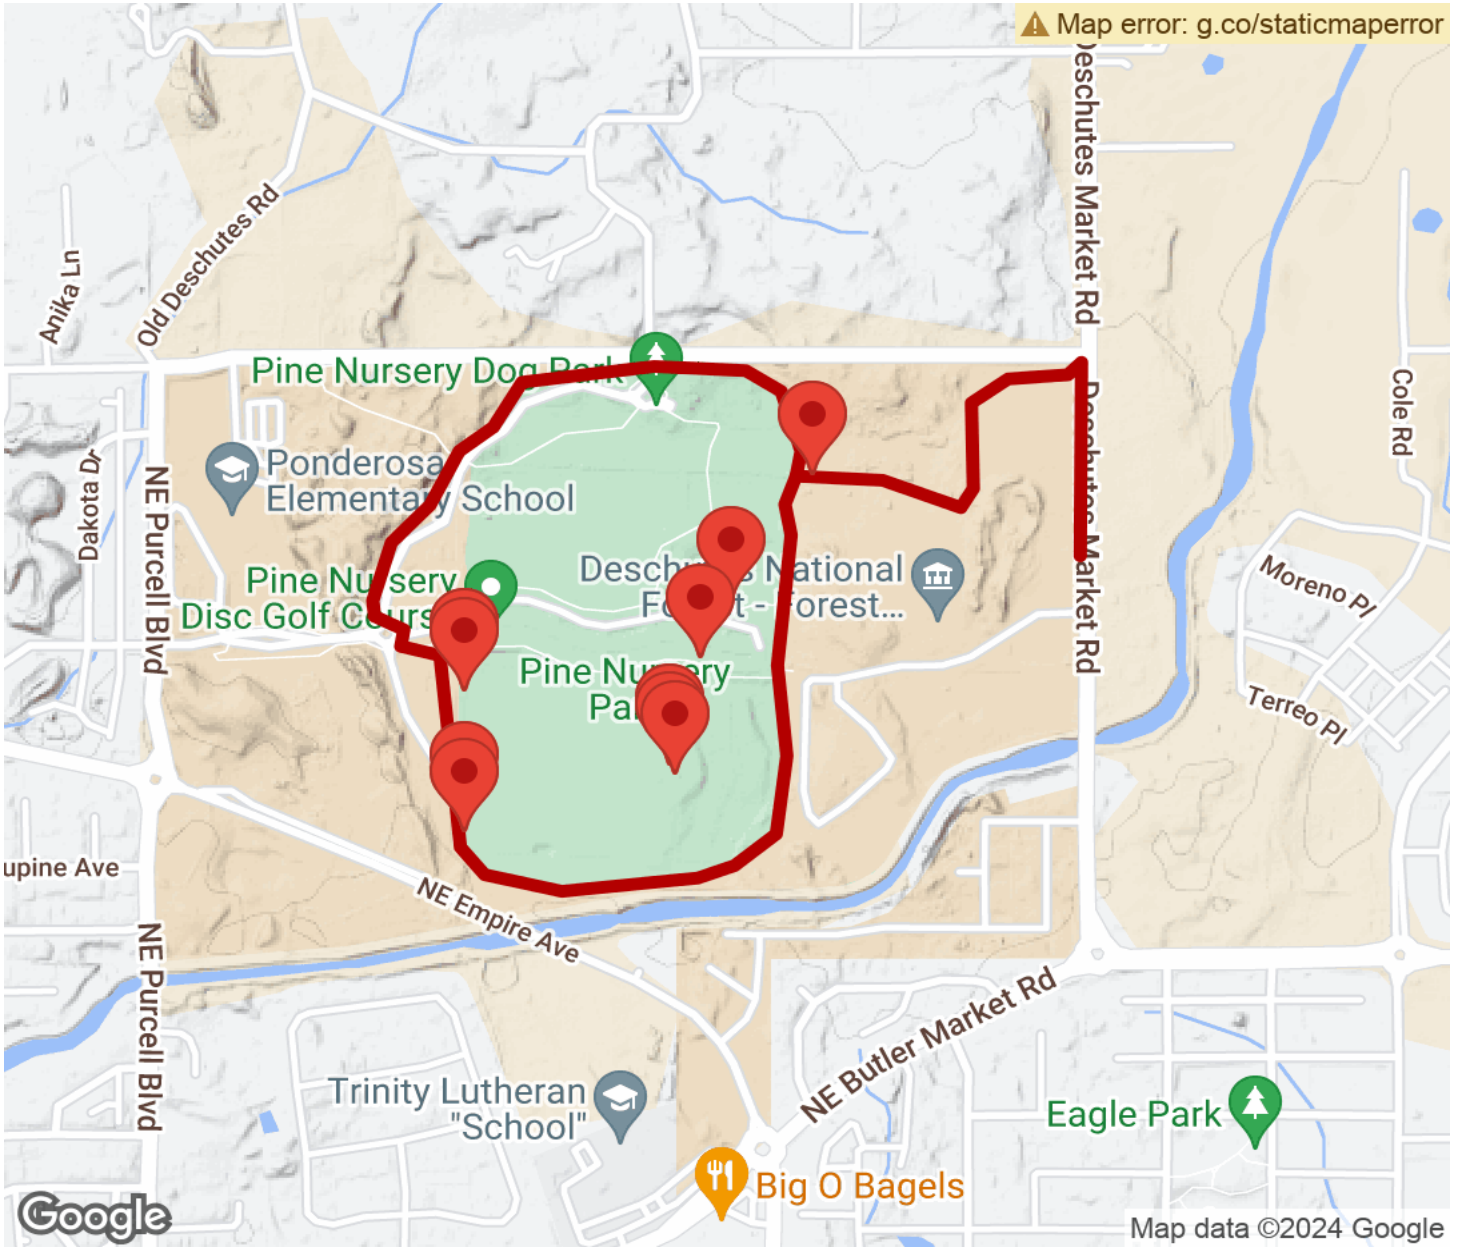 Map error: g.co/staticmaperror
Deschutes Market Rd
Old Deschutes Rd
Anika Ln
Pine Nursery Dog Park
Cole Rd
Deschutes Market Rd
Dakota Dr
NE Purcell Blvd
Ponderosa
Elementary School
Pine Nursery
Disc Golf Course
Deschutes National
Forest - Forest...
Moreno Pl
Pine Nursery
Park
Terreo Pl
upine Ave
NE Empire Ave
NE Purcell Blvd
NE Butler Market Rd
Trinity Lutheran
"School"
Eagle Park
Big O Bagels
Google
Map data ©2024 Google